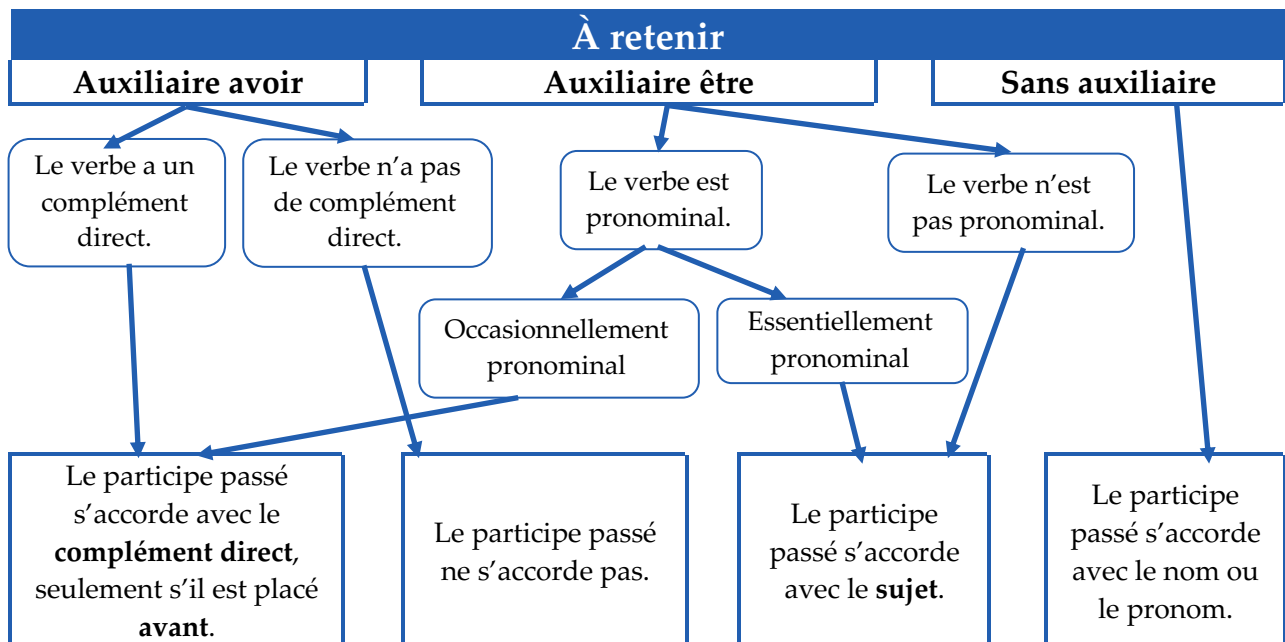 À retenir
Auxiliaire avoir
Auxiliaire être
Sans auxiliaire
Le verbe a un
complément
direct.
Le verbe n'a pas
de complément
direct.
Le verbe est
pronominal.
Le verbe n’est
pas pronominal.
Occasionnellement
pronominal
Essentiellement
pronominal
Le participe passé
s’accorde avec le
complément direct,
seulement s’il est placé
avant.
Le participe passé
ne s’accorde pas.
Le participe
passé s’accorde
avec le sujet.
Le participe
passé s’accorde
avec le nom ou
le pronom.